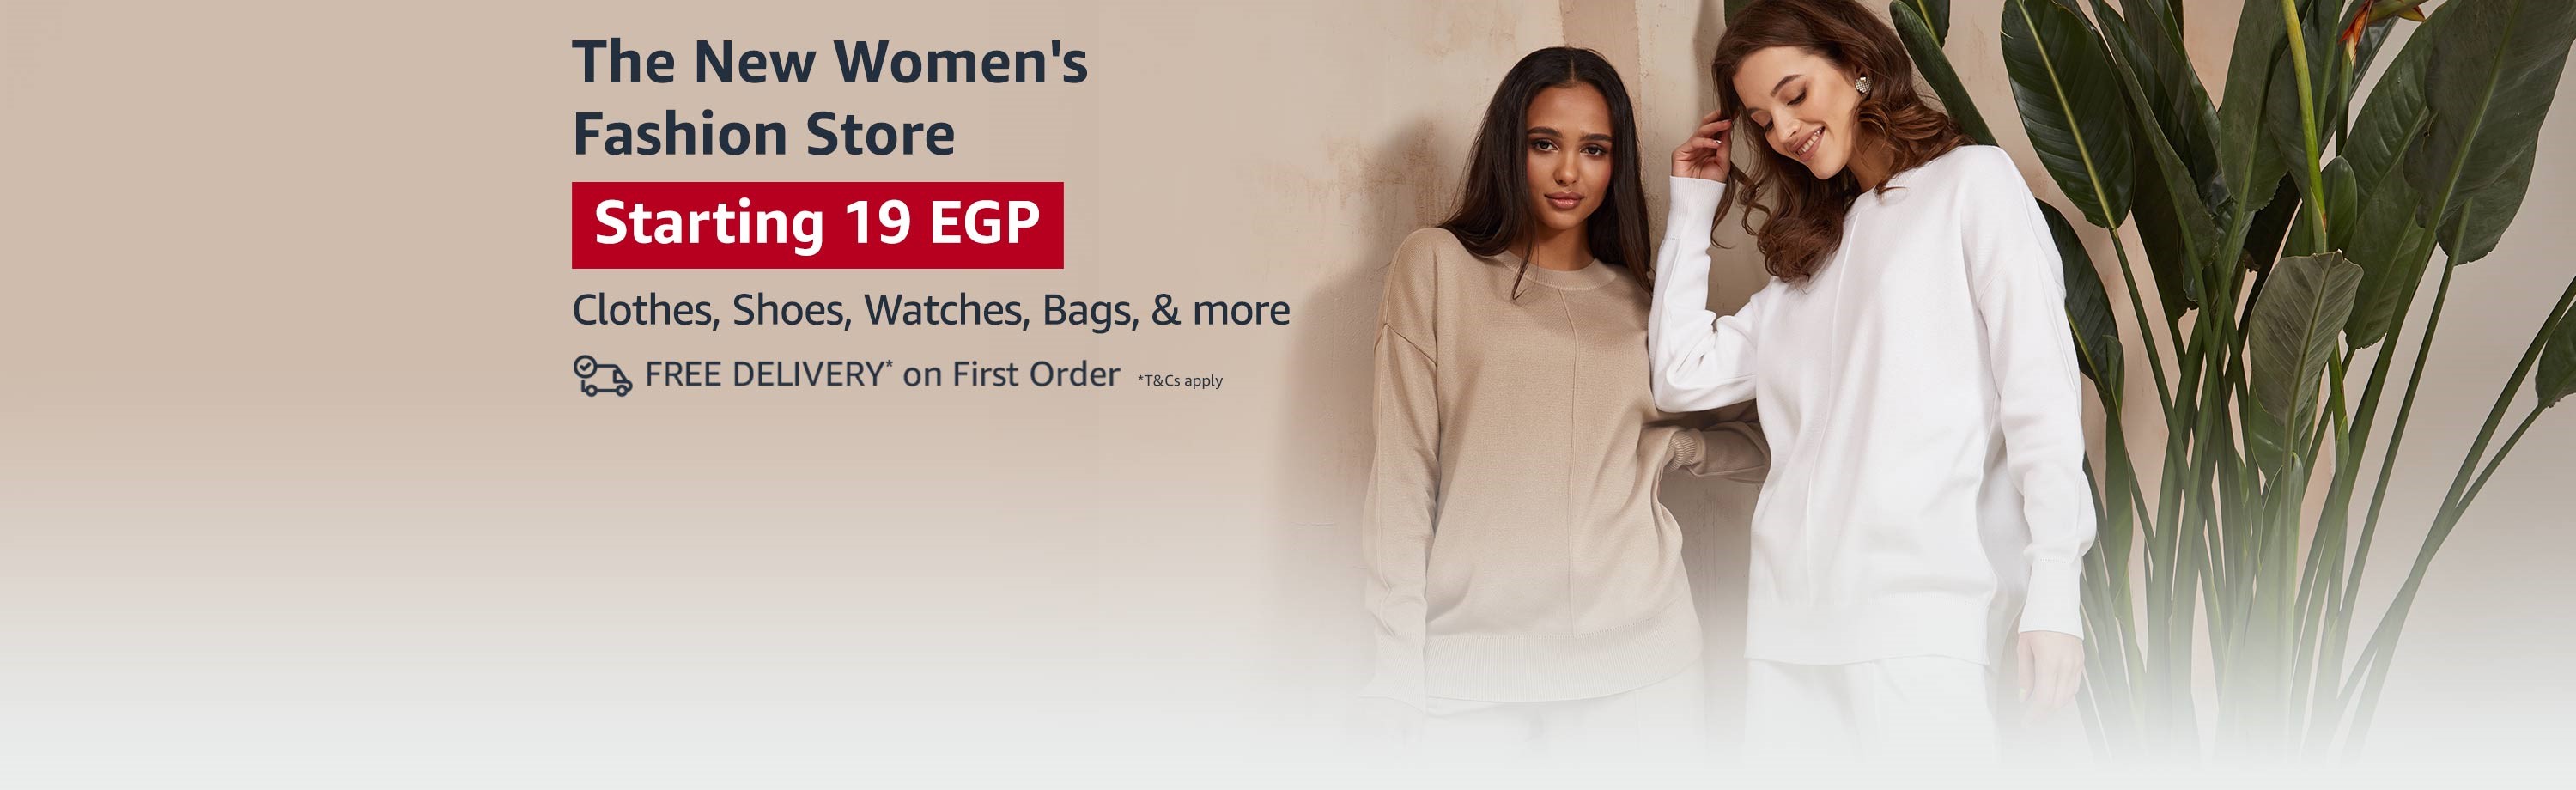 The New Women's
Fashion Store
Starting 19 EGP
Clothes, Shoes, Watches, Bags, & more
FREE DELIVERY* on First Order *T&Cs apply